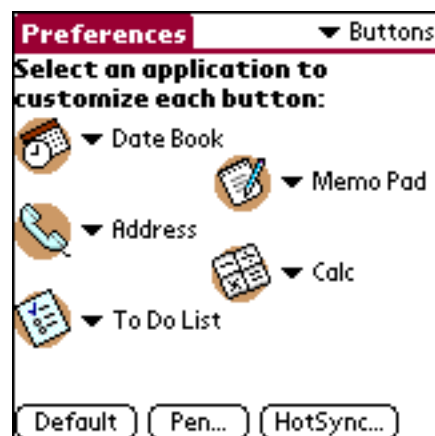 Preferences
Buttons
Select an application to
customize each button:
Date Book
Memo Pad
Address
Calc
To Do List
Default
Pen...
HotSync...